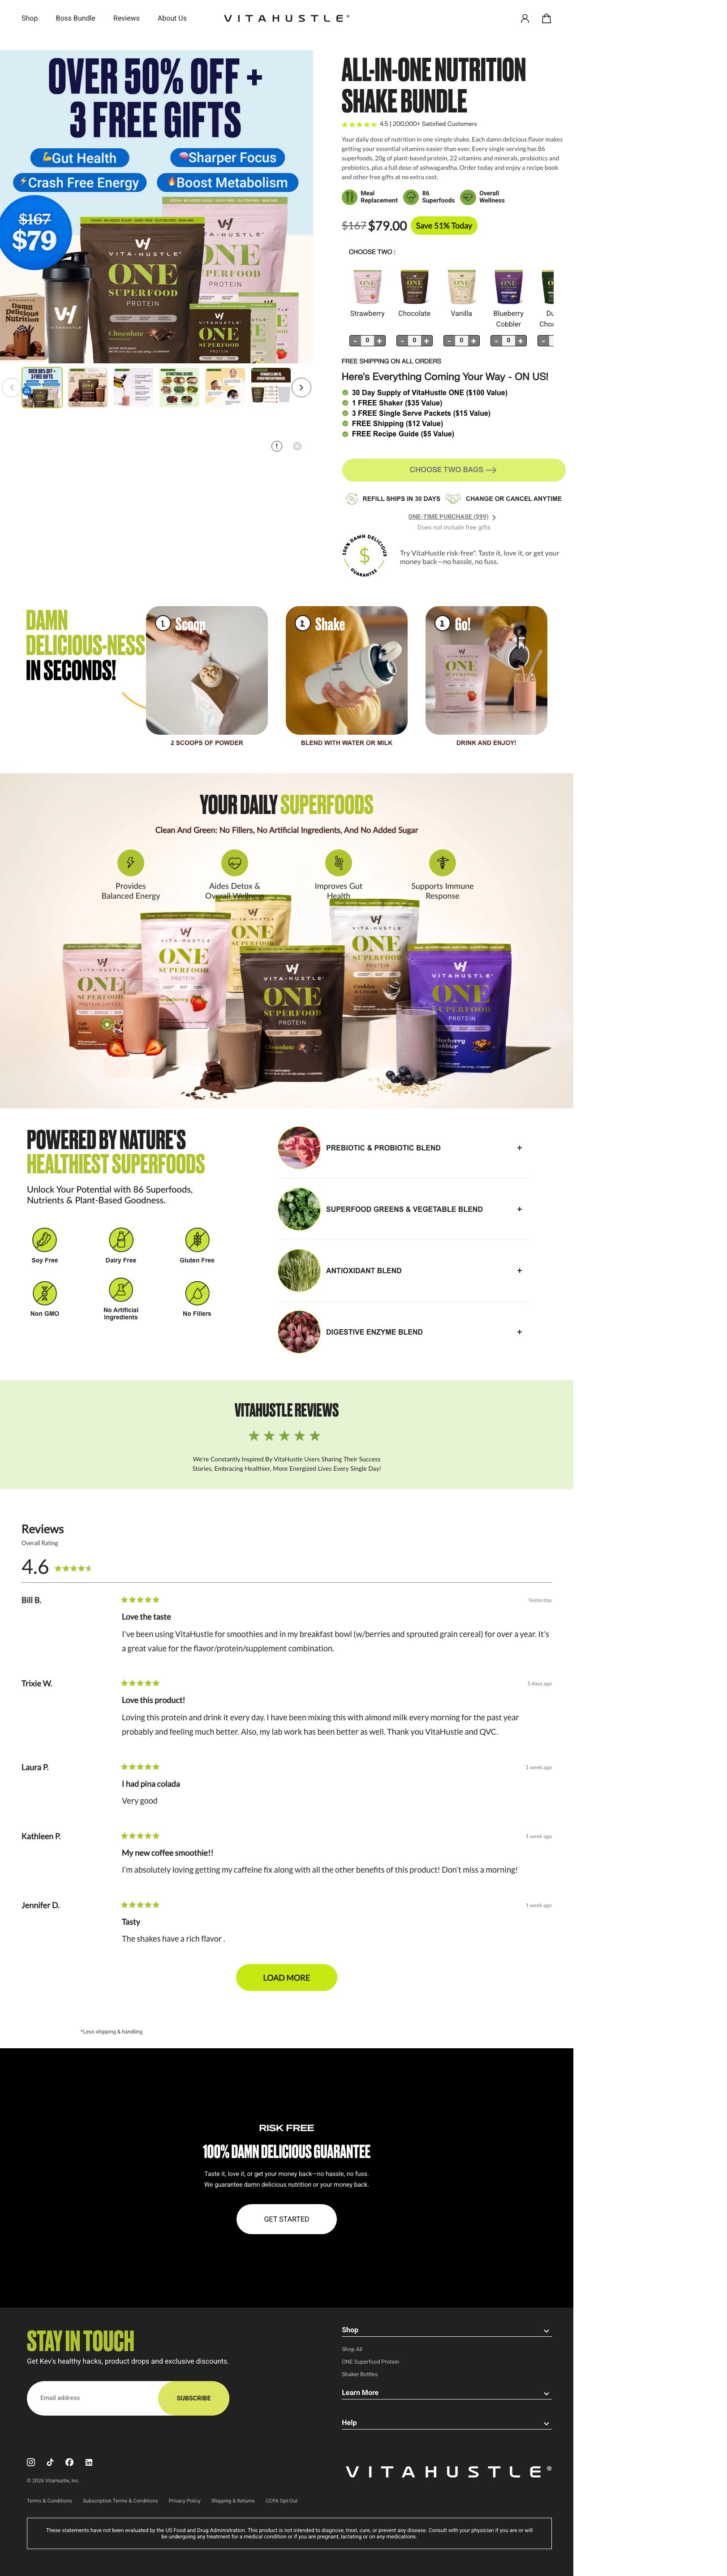 Shop
Boss Bundle
Reviews
About Us
VITAHUSTLE®
OVER 50% OFF +
3 FREE GIFTS
Gut Health
Sharper Focus
Crash Free Energy
Boost Metabolism
$167
$79
ALL-IN-ONE NUTRITION
SHAKE BUNDLE
4.5 | 200,000+ Satisfied Customers
Your daily dose of nutrition in one simple shake. Each damn delicious flavor makes
getting your essential vitamins easier than ever. Every single serving has 86
superfoods, 20g of plant-based protein, 22 vitamins and minerals, probiotics and
prebiotics, plus a full dose of ashwagandha. Order today and enjoy a recipe book
and other free gifts at no extra cost.
Meal
Replacement
86
Superfoods
Overall
Wellness
$167 $79.00 Save 51% Today
CHOOSE TWO :
Strawberry
Chocolate
Vanilla
Blueberry
Cobbler
Du
Choc
- 0 +
- 0 +
- 0 +
- 0 +
-
FREE SHIPPING ON ALL ORDERS
Here's Everything Coming Your Way - ON US!
30 Day Supply of VitaHustle ONE ($100 Value)
1 FREE Shaker ($35 Value)
3 FREE Single Serve Packets ($15 Value)
FREE Shipping ($12 Value)
FREE Recipe Guide ($5 Value)
CHOOSE TWO BAGS
REFILL SHIPS IN 30 DAYS
CHANGE OR CANCEL ANYTIME
ONE-TIME PURCHASE ($99)
Does not include free gifts
100% DAMN DELICIOUS
GUARANTEE
$
Try VitaHustle risk-free*. Taste it, love it, or get your
money back—no hassle, no fuss.
DAMN
DELICIOUS-NESS
IN SECONDS!
1. Scoop
2. Shake
3. Go!
2 SCOOPS OF POWDER
BLEND WITH WATER OR MILK
DRINK AND ENJOY!
YOUR DAILY SUPERFOODS
Clean And Green: No Fillers, No Artificial Ingredients, And No Added Sugar
Provides
Balanced Energy
Aides Detox &
Overall Wellness
Improves Gut
Health
Supports Immune
Response
VITA·HUSTLE
ONE
SUPERFOOD
PROTEIN
Chocolate
POWERED BY NATURE'S
HEALTHIEST SUPERFOODS
Unlock Your Potential with 86 Superfoods,
Nutrients & Plant-Based Goodness.
Soy Free
Dairy Free
Gluten Free
Non GMO
No Artificial
Ingredients
No Fillers
PREBIOTIC & PROBIOTIC BLEND +
SUPERFOOD GREENS & VEGETABLE BLEND +
ANTIOXIDANT BLEND +
DIGESTIVE ENZYME BLEND +
VITAHUSTLE REVIEWS
We're Constantly Inspired By VitaHustle Users Sharing Their Success
Stories, Embracing Healthier, More Energized Lives Every Single Day!
Reviews
Overall Rating
4.6
Bill B.
Yesterday
Love the taste
I've been using VitaHustle for smoothies and in my breakfast bowl (w/berries and sprouted grain cereal) for over a year. It's
a great value for the flavor/protein/supplement combination.
Trixie W.
5 days ago
Love this product!
Loving this protein and drink it every day. I have been mixing this with almond milk every morning for the past year
probably and feeling much better. Also, my lab work has been better as well. Thank you VitaHustle and QVC.
Laura P.
1 week ago
I had pina colada
Very good
Kathleen P.
1 week ago
My new coffee smoothie!!
I'm absolutely loving getting my caffeine fix along with all the other benefits of this product! Don't miss a morning!
Jennifer D.
1 week ago
Tasty
The shakes have a rich flavor .
LOAD MORE
*Less shipping & handling
RISK FREE
100% DAMN DELICIOUS GUARANTEE
Taste it, love it, or get your money back—no hassle, no fuss.
We guarantee damn delicious nutrition or your money back.
GET STARTED
STAY IN TOUCH
Get Kev's healthy hacks, product drops and exclusive discounts.
Email address
SUBSCRIBE
Shop
Shop All
ONE Superfood Protein
Shaker Bottles
Learn More
Help
VITAHUSTLE®
© 2026 VitaHustle, Inc.
Terms & Conditions
Subscription Terms & Conditions
Privacy Policy
Shipping & Returns
CCPA Opt-Out
These statements have not been evaluated by the US Food and Drug Administration. This product is not intended to diagnose, treat, cure, or prevent any disease. Consult with your physician if you are or will
be undergoing any treatment for a medical condition or if you are pregnant, lactating or on any medications.